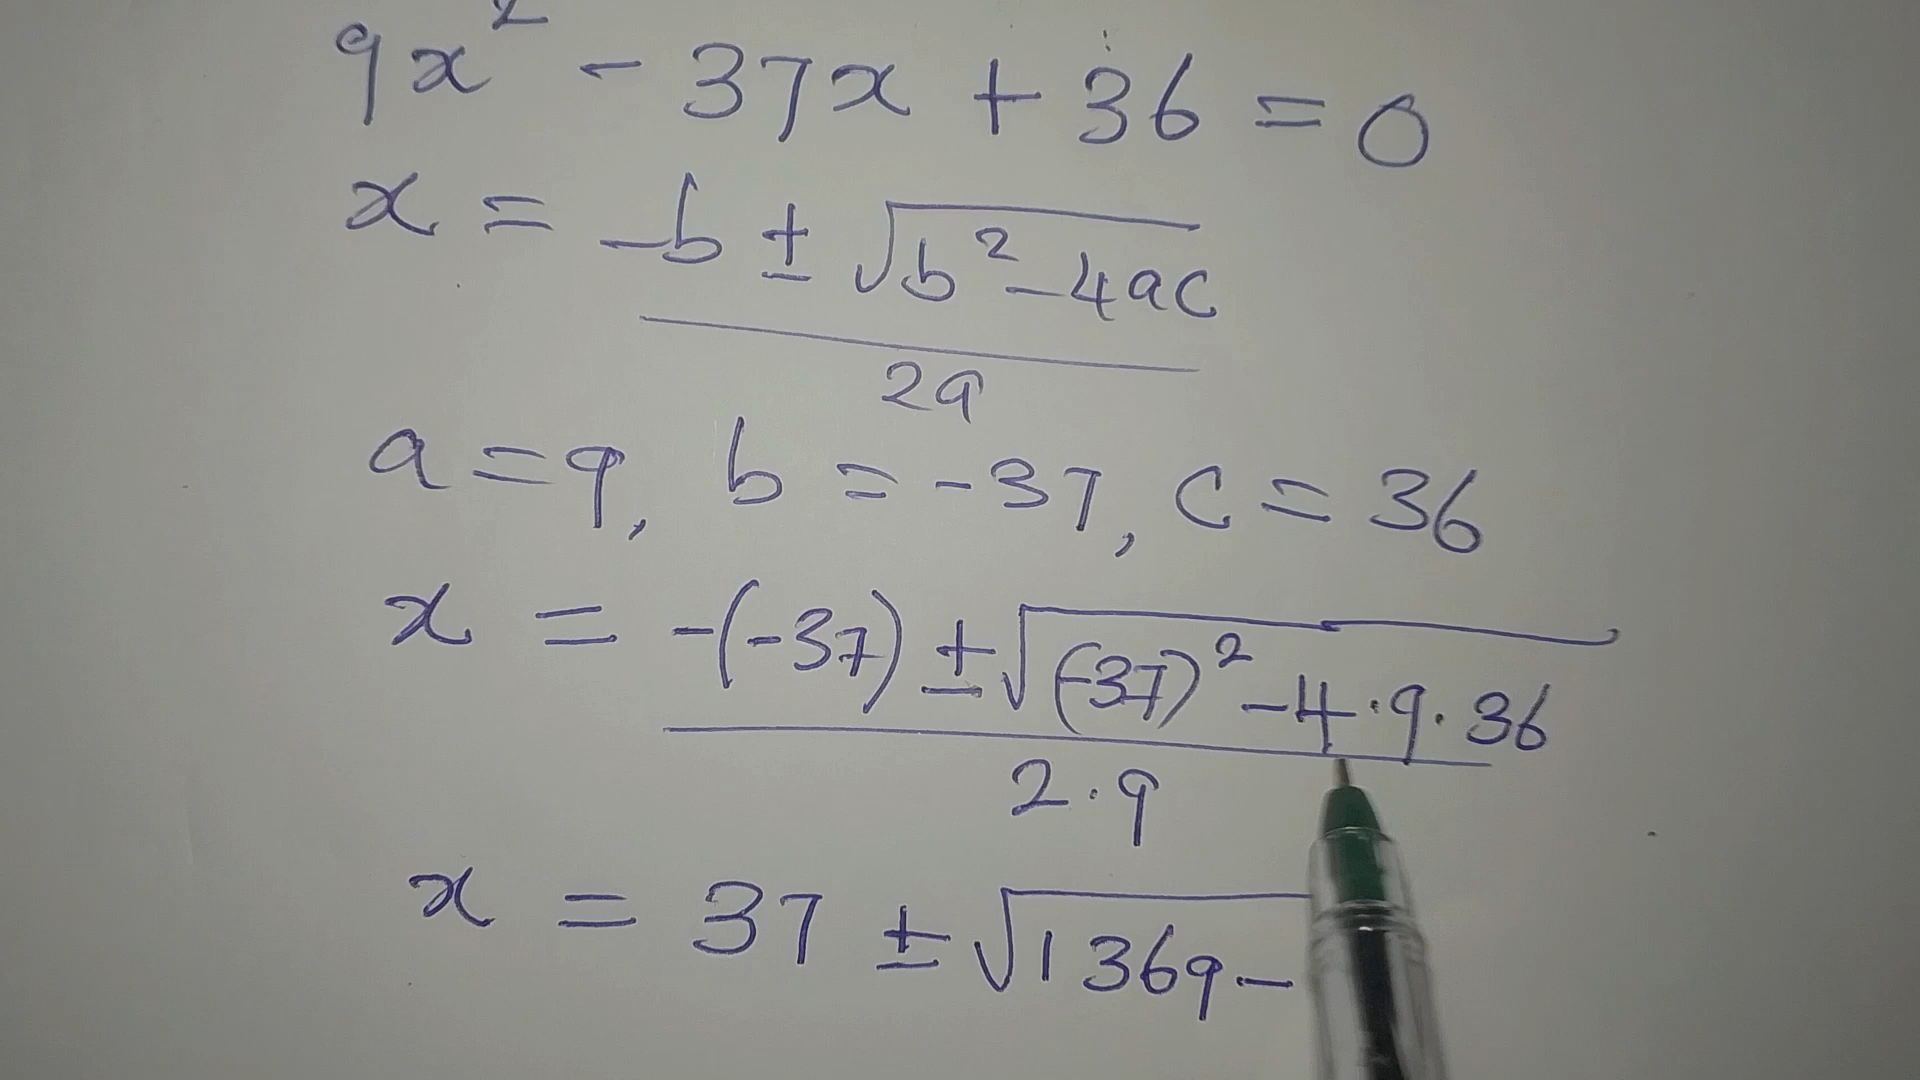 9x² - 37x + 36 = 0
x = -b ± √b² - 4ac
2a
a = 9, b = -37, c = 36
x = -(-37) ± √(-37)² - 4·9·36
2·9
x = 37 ± √1369 -